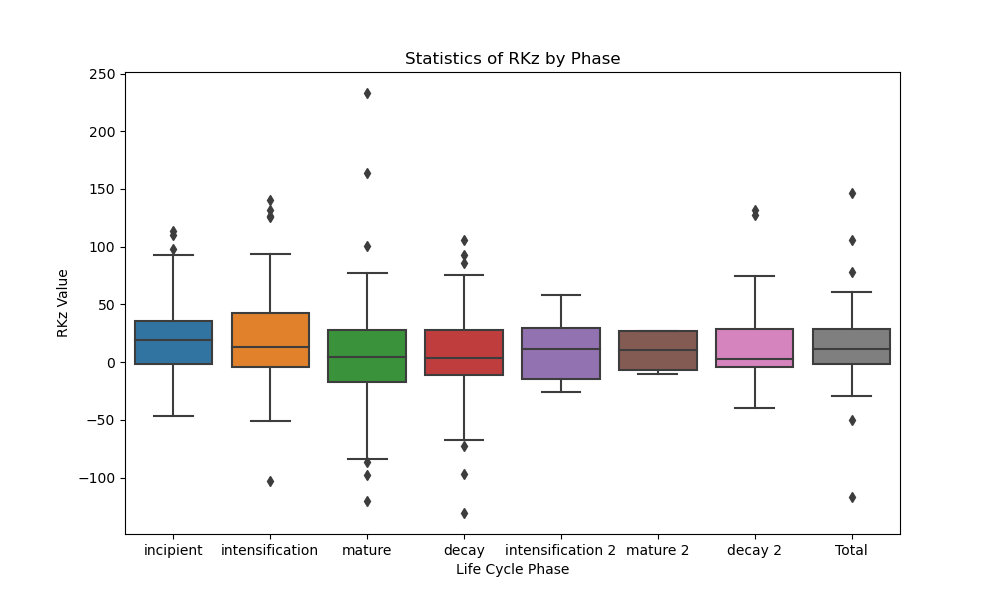 Statistics of RKz by Phase
RKz Value
250
200
150
100
50
0
−50
−100
incipient intensification mature decay intensification 2 mature 2 decay 2 Total
Life Cycle Phase